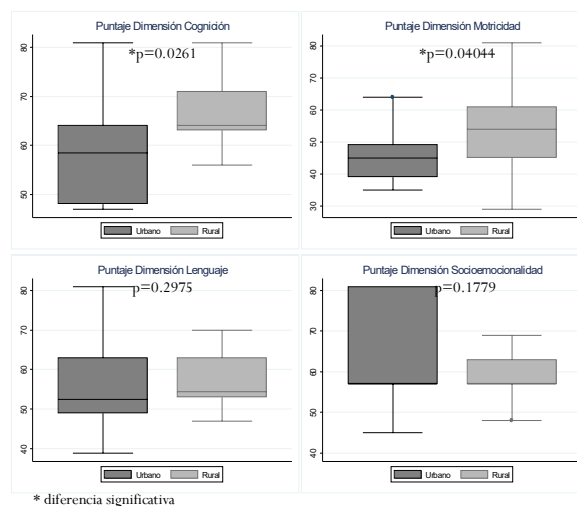 Puntaje Dimensión Cognición
*p=0.0261
80
70
60
50
Urbano Rural
Puntaje Dimensión Motricidad
*p=0.04044
80
70
60
50
40
30
Urbano Rural
Puntaje Dimensión Lenguaje
p=0.2975
80
70
60
50
40
Urbano Rural
Puntaje Dimensión Socioemocionalidad
p=0.1779
80
70
60
50
40
Urbano Rural
* diferencia significativa